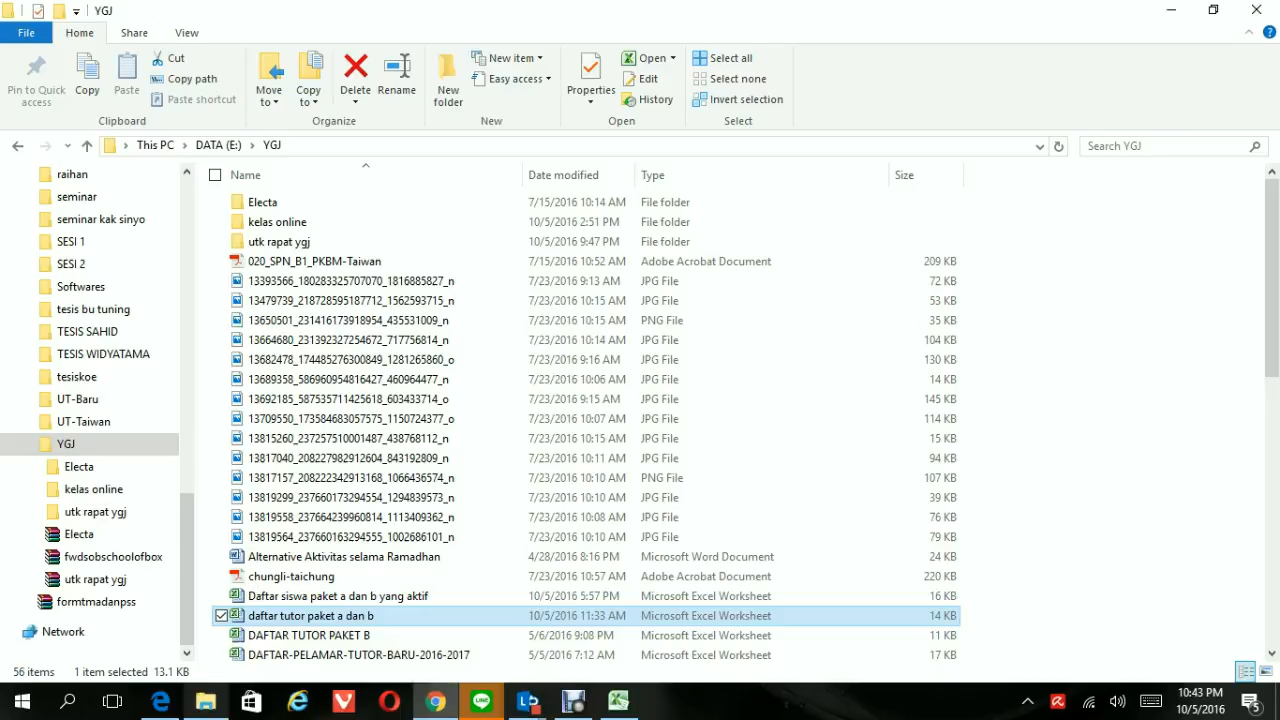 YGJ
File Home Share View
Pin to Quick access
Copy
Paste
Cut
Copy path
Paste shortcut
Clipboard
Move to
Copy to
Delete
Rename
Organize
New folder
New item
Easy access
New
Properties
Open
Edit
History
Open
Select all
Select none
Invert selection
Select
This PC DATA (E:) YGJ
Search YGJ
raihan
seminar
seminar kak sinyo
SESI 1
SESI 2
Softwares
tesis bu tuning
TESIS SAHID
TESIS WIDYATAMA
tesiskoe
UT-Baru
UT-Taiwan
YGJ
Electa
kelas online
utk rapat ygj
Electa
fwdsobschoolofbox
utk rapat ygj
formtmadanpss
Network
Name Date modified Type Size
Electa 7/15/2016 10:14 AM File folder
kelas online 10/5/2016 2:51 PM File folder
utk rapat ygj 10/5/2016 9:47 PM File folder
020_SPN_B1_PKBM-Taiwan 7/15/2016 10:52 AM Adobe Acrobat Document 209 KB
13393566_180283325707070_1816885827_n 7/23/2016 9:13 AM JPG File 72 KB
13479739_218728595187712_1562593715_n 7/23/2016 10:15 AM JPG File 53 KB
13650501_231416173918954_435531009_n 7/23/2016 10:15 AM PNG File 35 KB
13664680_231392327254672_717756814_n 7/23/2016 10:14 AM JPG File 104 KB
13682478_174485276300849_1281265860_o 7/23/2016 9:16 AM JPG File 130 KB
13689358_586960954816427_460964477_n 7/23/2016 10:06 AM JPG File 14 KB
13692185_587535711425618_603433714_o 7/23/2016 9:15 AM JPG File 145 KB
13709550_173584683057575_1150724377_o 7/23/2016 10:07 AM JPG File 114 KB
13815260_237257510001487_438768112_n 7/23/2016 10:15 AM JPG File 15 KB
13817040_208227982912604_843192809_n 7/23/2016 10:11 AM JPG File 94 KB
13817157_208222342913168_1066436574_n 7/23/2016 10:10 AM PNG File 107 KB
13819299_237660173294554_1294839573_n 7/23/2016 10:10 AM JPG File 39 KB
13819558_237664239960814_1113409362_n 7/23/2016 10:08 AM JPG File 76 KB
13819564_237660163294555_1002686101_n 7/23/2016 10:10 AM JPG File 79 KB
Alternative Aktivitas selama Ramadhan 4/28/2016 8:16 PM Microsoft Word Document 24 KB
chungli-taichung 7/23/2016 10:57 AM Adobe Acrobat Document 220 KB
Daftar siswa paket a dan b yang aktif 10/5/2016 5:57 PM Microsoft Excel Worksheet 16 KB
daftar tutor paket a dan b 10/5/2016 11:33 AM Microsoft Excel Worksheet 14 KB
DAFTAR TUTOR PAKET B 5/6/2016 9:08 PM Microsoft Excel Worksheet 11 KB
DAFTAR-PELAMAR-TUTOR-BARU-2016-2017 5/5/2016 7:12 AM Microsoft Excel Worksheet 17 KB
56 items 1 item selected 13.1 KB
LINE
10:43 PM
10/5/2016
5